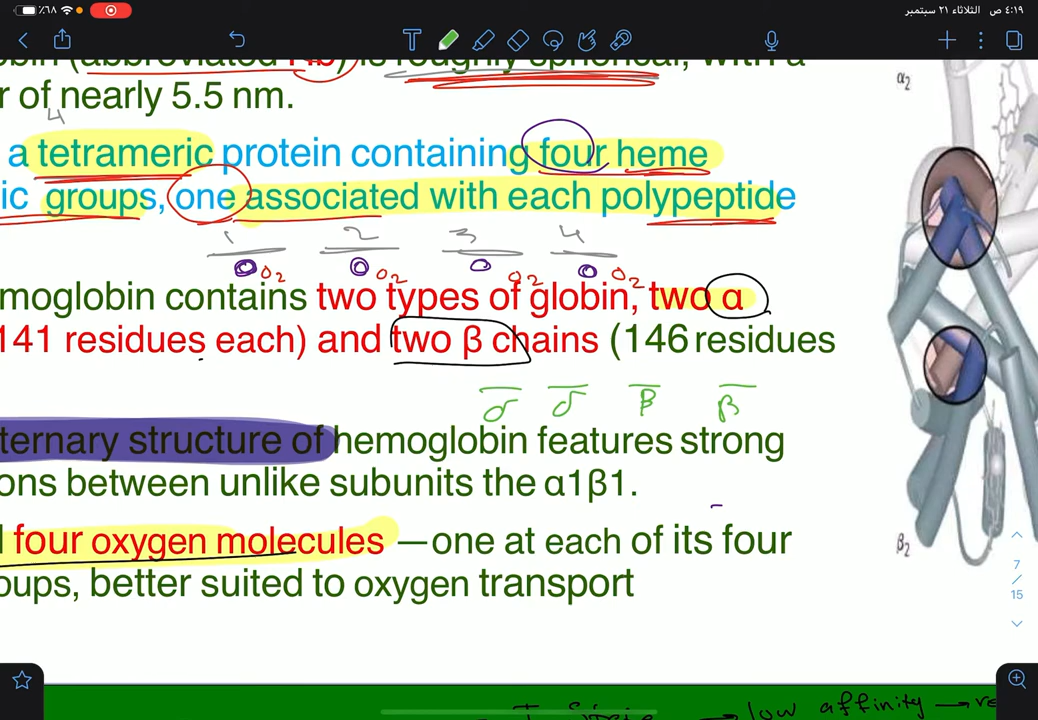 ٤:١٩ ص الثلاثاء ٢١ سبتمبر
٪٦٨
obin (abbreviated Hb) is roughly spherical, with a
r of nearly 5.5 nm.
4
a tetrameric protein containing four heme
ic groups, one associated with each polypeptide
1 2 3 4
O2 O2 O2 O2
moglobin contains two types of globin, two α
141 residues each) and two β chains (146 residues
β β
ternary structure of hemoglobin features strong
ons between unlike subunits the α1β1.
four oxygen molecules —one at each of its four
oups, better suited to oxygen transport
α2
β2
7
/
15
low affinity